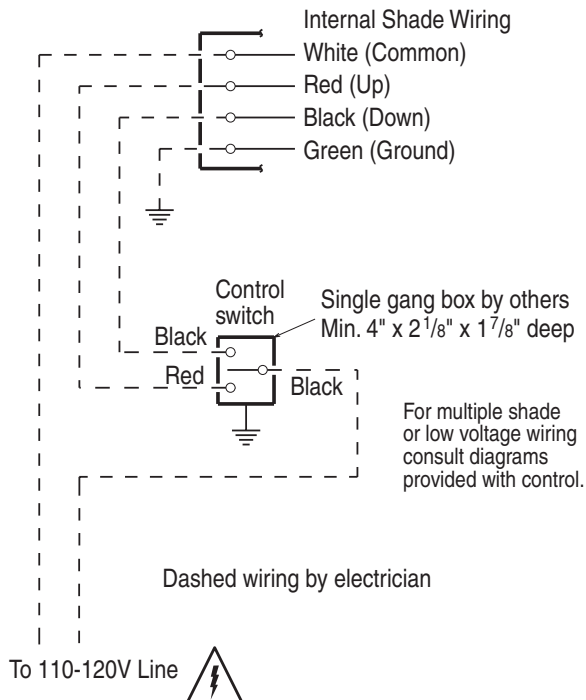 Internal Shade Wiring
White (Common)
Red (Up)
Black (Down)
Green (Ground)
Control
switch
Single gang box by others
Min. 4" x 2 1/8" x 1 7/8" deep
Black
Red
Black
For multiple shade
or low voltage wiring
consult diagrams
provided with control.
Dashed wiring by electrician
To 110-120V Line